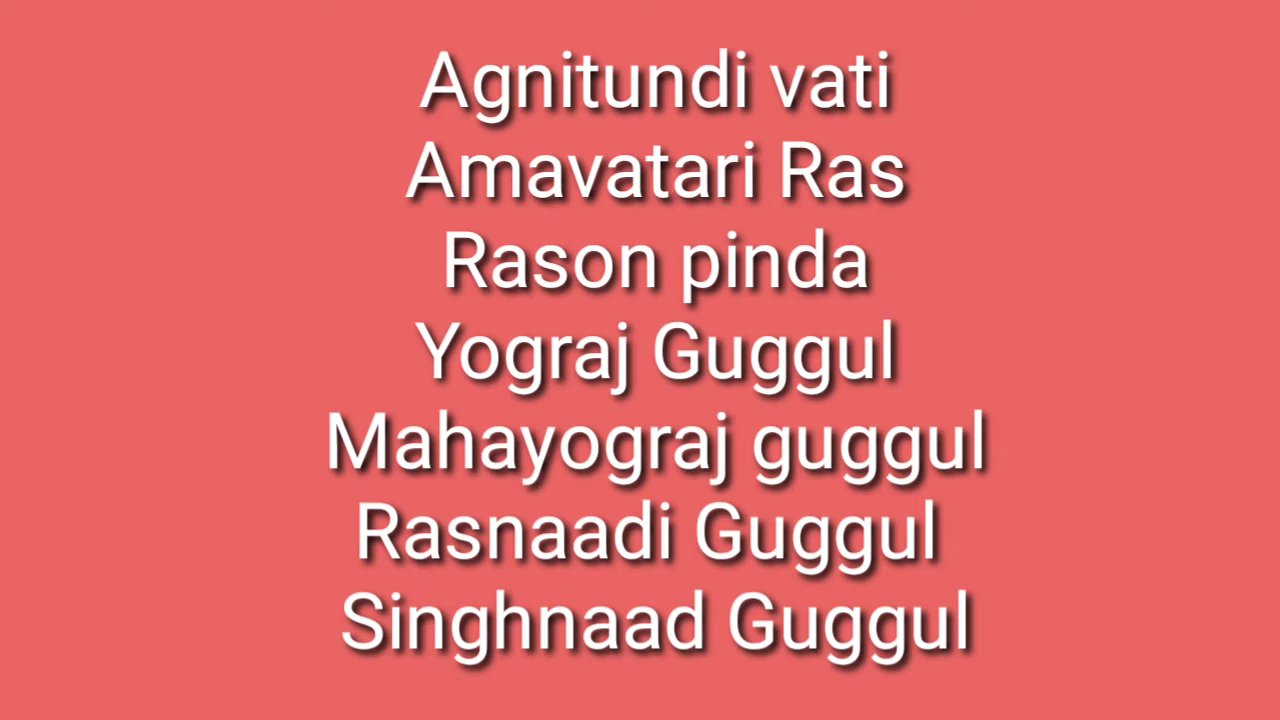 Agnitundi vati
Amavatari Ras
Rason pinda
Yograj Guggul
Mahayograj guggul
Rasnaadi Guggul
Singhnaad Guggul